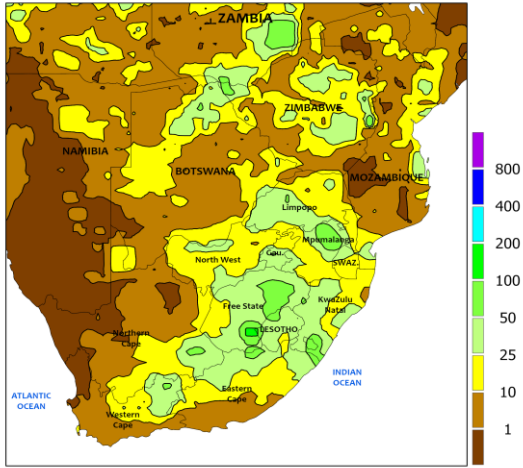 ZAMBIA
ZIMBABWE
NAMIBIA
BOTSWANA
MOZAMBIQUE
Limpopo
Mpumalanga
Gau.
North West
SWAZ.
Free State
KwaZulu
Natal
LESOTHO
Northern
Cape
Eastern
Cape
Western
Cape
ATLANTIC
OCEAN
INDIAN
OCEAN
800
400
200
100
50
25
10
1